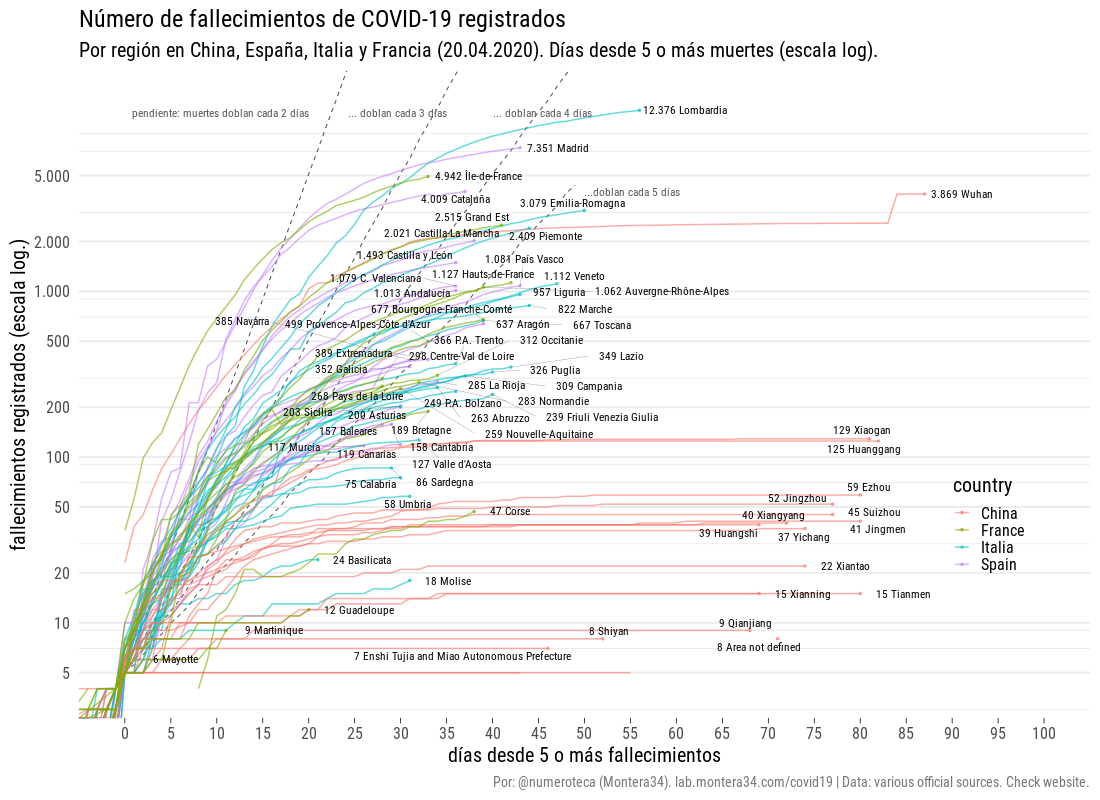 Número de fallecimientos de COVID-19 registrados
Por región en China, España, Italia y Francia (20.04.2020). Días desde 5 o más muertes (escala log).
pendiente: muertes doblan cada 2 días
... doblan cada 3 días
... doblan cada 4 días
12.376 Lombardia
7.351 Madrid
4.942 Île-de-France
...doblan cada 5 días
3.869 Wuhan
4.009 Cataluña
3.079 Emilia-Romagna
2.515 Grand Est
2.021 Castilla-La Mancha
2.409 Piemonte
1.493 Castilla y León
1.081 País Vasco
1.079 C. Valenciana
1.127 Hauts-de-France
1.112 Veneto
1.013 Andalucía
957 Liguria
1.062 Auvergne-Rhône-Alpes
677 Bourgogne-Franche-Comté
822 Marche
385 Navarra
499 Provence-Alpes-Côte d'Azur
637 Aragón
667 Toscana
366 P.A. Trento
312 Occitanie
389 Extremadura
298 Centre-Val de Loire
349 Lazio
352 Galicia
326 Puglia
285 La Rioja
309 Campania
268 Pays de la Loire
249 P.A. Bolzano
283 Normandie
203 Sicilia
209 Asturias
263 Abruzzo
239 Friuli Venezia Giulia
157 Baleares
189 Bretagne
259 Nouvelle-Aquitaine
129 Xiaogan
117 Murcia
119 Canarias
158 Cantabria
125 Huanggang
127 Valle d'Aosta
75 Calabria
86 Sardegna
59 Ezhou
58 Umbria
52 Jingzhou
47 Corse
40 Xiangyang
45 Suizhou
39 Huangshi
37 Yichang
41 Jingmen
24 Basilicata
22 Xiantao
18 Molise
15 Xianning
15 Tianmen
12 Guadeloupe
9 Martinique
8 Shiyan
9 Qianjiang
8 Area not defined
6 Mayotte
7 Enshi Tujia and Miao Autonomous Prefecture
country
China
France
Italia
Spain
fallecimientos registrados (escala log.)
5.000
2.000
1.000
500
200
100
50
20
10
5
0 5 10 15 20 25 30 35 40 45 50 55 60 65 70 75 80 85 90 95 100
días desde 5 o más fallecimientos
Por: @numeroteca (Montera34). lab.montera34.com/covid19 | Data: various official sources. Check website.